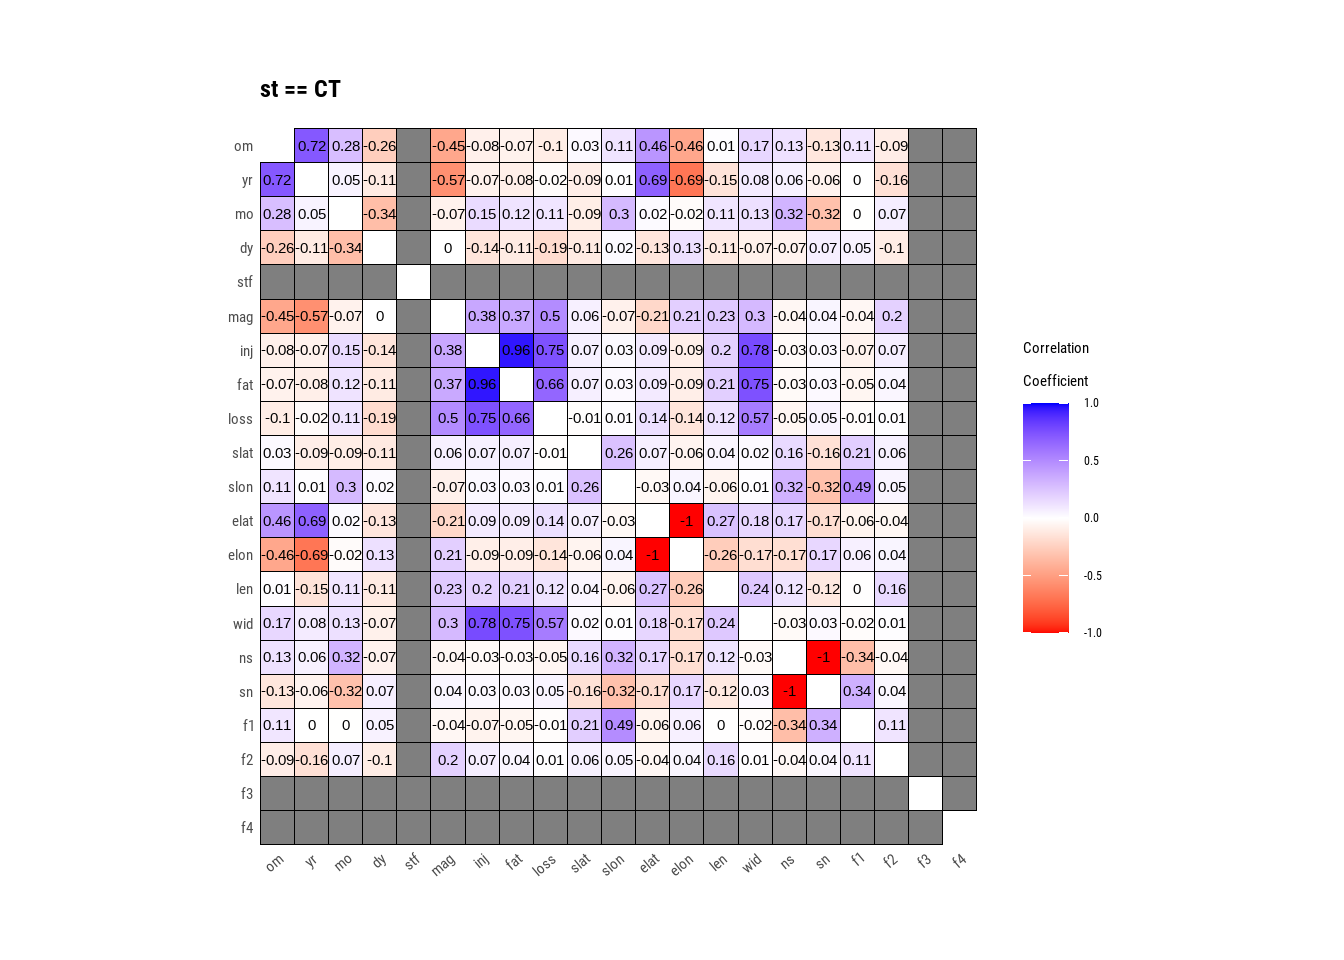 st == CT
om 0.72 0.28 -0.26 -0.45 -0.08 -0.07 -0.1 0.03 0.11 0.46 -0.46 0.01 0.17 0.13 -0.13 0.11 -0.09
yr 0.72 0.05 -0.11 -0.57 -0.07 -0.08 -0.02 -0.09 0.01 0.69 -0.69 -0.15 0.08 0.06 -0.06 0 -0.16
mo 0.28 0.05 -0.34 -0.07 0.15 0.12 0.11 -0.09 0.3 0.02 -0.02 0.11 0.13 0.32 -0.32 0 0.07
dy -0.26 -0.11 -0.34 0 -0.14 -0.11 -0.19 -0.11 0.02 -0.13 0.13 -0.11 -0.07 -0.07 0.07 0.05 -0.1
stf
mag -0.45 -0.57 -0.07 0 0.38 0.37 0.5 0.06 -0.07 -0.21 0.21 0.23 0.3 -0.04 0.04 -0.04 0.2
inj -0.08 -0.07 0.15 -0.14 0.38 0.96 0.75 0.07 0.03 0.09 -0.09 0.2 0.78 -0.03 0.03 -0.07 0.07
fat -0.07 -0.08 0.12 -0.11 0.37 0.96 0.66 0.07 0.03 0.09 -0.09 0.21 0.75 -0.03 0.03 -0.05 0.04
loss -0.1 -0.02 0.11 -0.19 0.5 0.75 0.66 -0.01 0.01 0.14 -0.14 0.12 0.57 -0.05 0.05 -0.01 0.01
slat 0.03 -0.09 -0.09 -0.11 0.06 0.07 0.07 -0.01 0.26 0.07 -0.06 0.04 0.02 0.16 -0.16 0.21 0.06
slon 0.11 0.01 0.3 0.02 -0.07 0.03 0.03 0.01 0.26 -0.03 0.04 -0.06 0.01 0.32 -0.32 0.49 0.05
elat 0.46 0.69 0.02 -0.13 -0.21 0.09 0.09 0.14 0.07 -0.03 -1 0.27 0.18 0.17 -0.17 -0.06 -0.04
elon -0.46 -0.69 -0.02 0.13 0.21 -0.09 -0.09 -0.14 -0.06 0.04 -1 -0.26 -0.17 -0.17 0.17 0.06 0.04
len 0.01 -0.15 0.11 -0.11 0.23 0.2 0.21 0.12 0.04 -0.06 0.27 -0.26 0.24 0.12 -0.12 0 0.16
wid 0.17 0.08 0.13 -0.07 0.3 0.78 0.75 0.57 0.02 0.01 0.18 -0.17 0.24 -0.03 0.03 -0.02 0.01
ns 0.13 0.06 0.32 -0.07 -0.04 -0.03 -0.03 -0.05 0.16 0.32 0.17 -0.17 0.12 -0.03 -1 -0.34 -0.04
sn -0.13 -0.06 -0.32 0.07 0.04 0.03 0.03 0.05 -0.16 -0.32 -0.17 0.17 -0.12 0.03 -1 0.34 0.04
f1 0.11 0 0 0.05 -0.04 -0.07 -0.05 -0.01 0.21 0.49 -0.06 0.06 0 -0.02 -0.34 0.34 0.11
f2 -0.09 -0.16 0.07 -0.1 0.2 0.07 0.04 0.01 0.06 0.05 -0.04 0.04 0.16 0.01 -0.04 0.04 0.11
f3
f4
om yr mo dy stf mag inj fat loss slat slon elat elon len wid ns sn f1 f2 f3 f4
Correlation
Coefficient
1.0
0.5
0.0
-0.5
-1.0